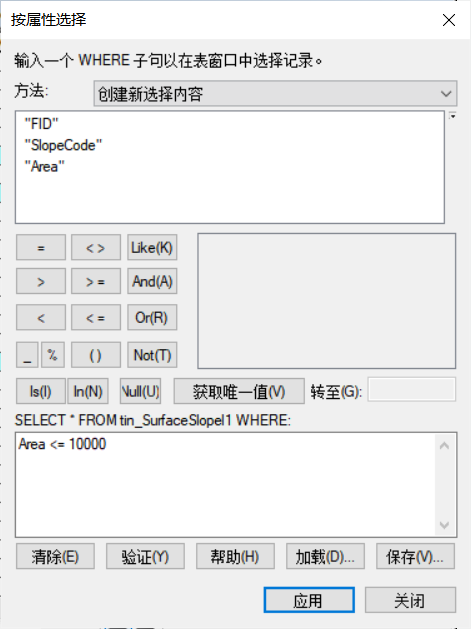 按属性选择
输入一个 WHERE 子句以在表窗口中选择记录。
方法:
创建新选择内容
"FID"
"SlopeCode"
"Area"
= < > Like(K)
> > = And(A)
< < = Or(R)
_ % ( ) Not(T)
Is(I) In(N) Null(U) 获取唯一值(V) 转至(G):
SELECT * FROM tin_SurfaceSlopel1 WHERE:
Area <= 10000
清除(E) 验证(Y) 帮助(H) 加载(D)... 保存(V)...
应用 关闭